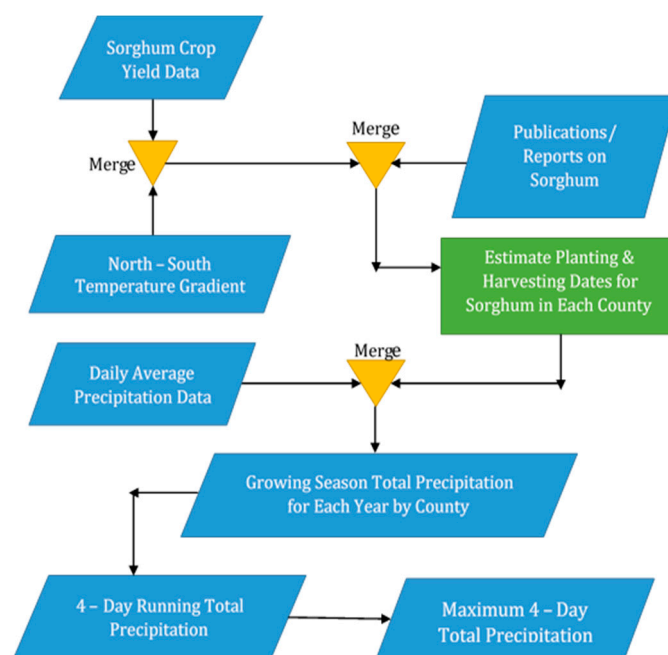 Sorghum Crop
Yield Data
Merge
Merge
Publications/
Reports on
Sorghum
North – South
Temperature Gradient
Estimate Planting &
Harvesting Dates for
Sorghum in Each County
Merge
Daily Average
Precipitation Data
Growing Season Total Precipitation
for Each Year by County
4 – Day Running Total
Precipitation
Maximum 4 – Day
Total Precipitation